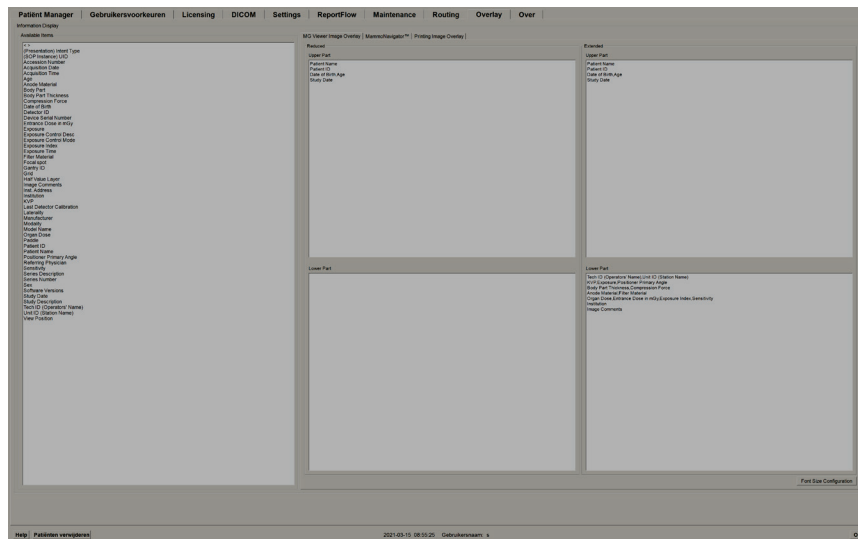 Patiënt Manager Gebruikersvoorkeuren Licensing DICOM Settings ReportFlow Maintenance Routing Overlay Over
Information Display
Available Items
MG Viewer Image Overlay MammoNavigator™ Printing Image Overlay
<->
(Presentation) Intent Type
(SOP Instance) UID
Accession Number
Acquisition Date
Acquisition Time
Age
Anode Material
Body Part
Body Part Thickness
Compression Force
Date of Birth
Detector ID
Device Serial Number
Entrance Dose in mGy
Exposure
Exposure Control Desc
Exposure Control Mode
Exposure Index
Exposure Time
Filter Material
Focal spot
Gantry ID
Grid
Half Value Layer
Image Comments
Inst. Address
Institution
KVP
Last Detector Calibration
Laterality
Manufacturer
Modality
Model Name
Organ Dose
Paddle
Patient ID
Patient Name
Positioner Primary Angle
Referring Physician
Sensitivity
Series Description
Series Number
Sex
Software Versions
Study Date
Study Description
Tech ID (Operators' Name)
Unit ID (Station Name)
View Position
Reduced
Upper Part
Patient Name
Patient ID
Date of Birth,Age
Study Date
Lower Part
Extended
Upper Part
Patient Name
Patient ID
Date of Birth,Age
Study Date
Lower Part
Tech ID (Operators' Name),Unit ID (Station Name)
KVP,Exposure,Positioner Primary Angle
Body Part Thickness,Compression Force
Anode Material,Filter Material
Organ Dose,Entrance Dose in mGy,Exposure Index,Sensitivity
Institution
Image Comments
Font Size Configuration
Help Patiënten verwijderen 2021-03-15 08:55:25 Gebruikersnaam: s